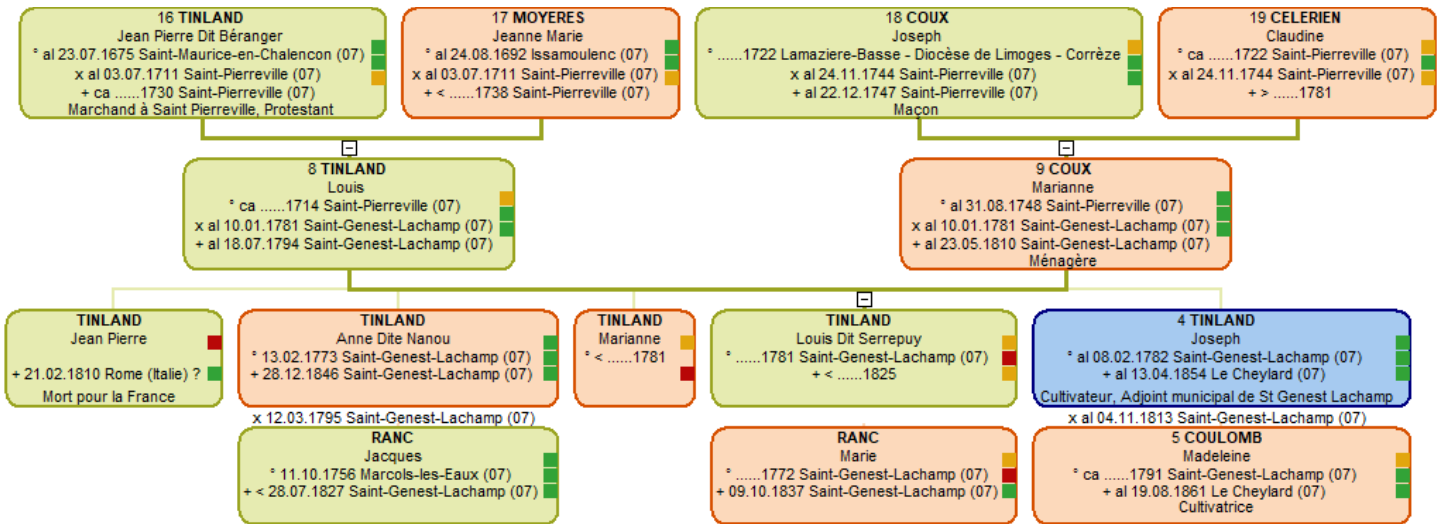 16 TINLAND
Jean Pierre Dit Béranger
° al 23.07.1675 Saint-Maurice-en-Chalencon (07)
x al 03.07.1711 Saint-Pierreville (07)
+ ca ......1730 Saint-Pierreville (07)
Marchand à Saint Pierreville, Protestant
17 MOYERES
Jeanne Marie
° al 24.08.1692 Issamoulenc (07)
x al 03.07.1711 Saint-Pierreville (07)
+ < ......1738 Saint-Pierreville (07)
18 COUX
Joseph
° ......1722 Lamaziere-Basse - Diocèse de Limoges - Corrèze
x al 24.11.1744 Saint-Pierreville (07)
+ al 22.12.1747 Saint-Pierreville (07)
Maçon
19 CELERIEN
Claudine
° ca ......1722 Saint-Pierreville (07)
x al 24.11.1744 Saint-Pierreville (07)
+ > ......1781
8 TINLAND
Louis
° ca ......1714 Saint-Pierreville (07)
x al 10.01.1781 Saint-Genest-Lachamp (07)
+ al 18.07.1794 Saint-Genest-Lachamp (07)
9 COUX
Marianne
° al 31.08.1748 Saint-Pierreville (07)
x al 10.01.1781 Saint-Genest-Lachamp (07)
+ al 23.05.1810 Saint-Genest-Lachamp (07)
Ménagère
TINLAND
Jean Pierre
+ 21.02.1810 Rome (Italie) ?
Mort pour la France
TINLAND
Anne Dite Nanou
° 13.02.1773 Saint-Genest-Lachamp (07)
+ 28.12.1846 Saint-Genest-Lachamp (07)
x 12.03.1795 Saint-Genest-Lachamp (07)
RANC
Jacques
° 11.10.1756 Marcols-les-Eaux (07)
+ < 28.07.1827 Saint-Genest-Lachamp (07)
TINLAND
Marianne
° < ......1781
TINLAND
Louis Dit Serrepuy
° ......1781 Saint-Genest-Lachamp (07)
+ < ......1825
RANC
Marie
° ......1772 Saint-Genest-Lachamp (07)
+ 09.10.1837 Saint-Genest-Lachamp (07)
4 TINLAND
Joseph
° al 08.02.1782 Saint-Genest-Lachamp (07)
+ al 13.04.1854 Le Cheylard (07)
Cultivateur, Adjoint municipal de St Genest Lachamp
x al 04.11.1813 Saint-Genest-Lachamp (07)
5 COULOMB
Madeleine
° ca ......1791 Saint-Genest-Lachamp (07)
+ al 19.08.1861 Le Cheylard (07)
Cultivatrice